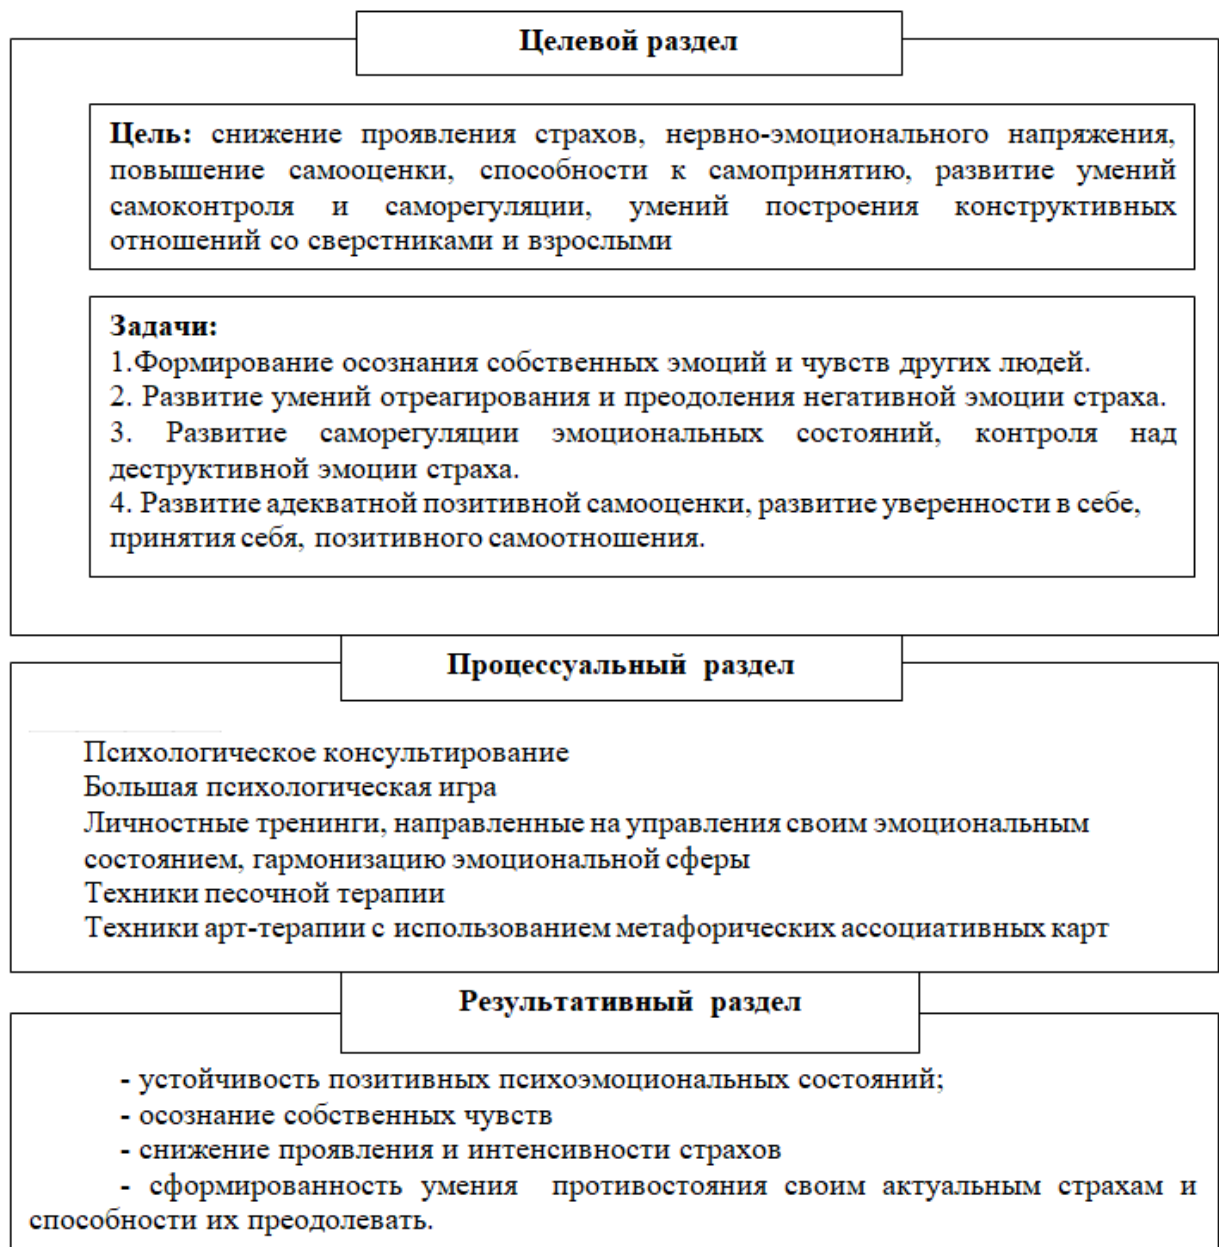 Целевой раздел
Цель: снижение проявления страхов, нервно-эмоционального напряжения,
повышение самооценки, способности к самопринятию, развитие умений
самоконтроля и саморегуляции, умений построения конструктивных
отношений со сверстниками и взрослыми
Задачи:
1.Формирование осознания собственных эмоций и чувств других людей.
2. Развитие умений отреагирования и преодоления негативной эмоции страха.
3. Развитие саморегуляции эмоциональных состояний, контроля над
деструктивной эмоции страха.
4. Развитие адекватной позитивной самооценки, развитие уверенности в себе,
принятия себя, позитивного самоотношения.
Процессуальный раздел
Психологическое консультирование
Большая психологическая игра
Личностные тренинги, направленные на управления своим эмоциональным
состоянием, гармонизацию эмоциональной сферы
Техники песочной терапии
Техники арт-терапии с использованием метафорических ассоциативных карт
Результативный раздел
- устойчивость позитивных психоэмоциональных состояний;
- осознание собственных чувств
- снижение проявления и интенсивности страхов
- сформированность умения противостояния своим актуальным страхам и
способности их преодолевать.